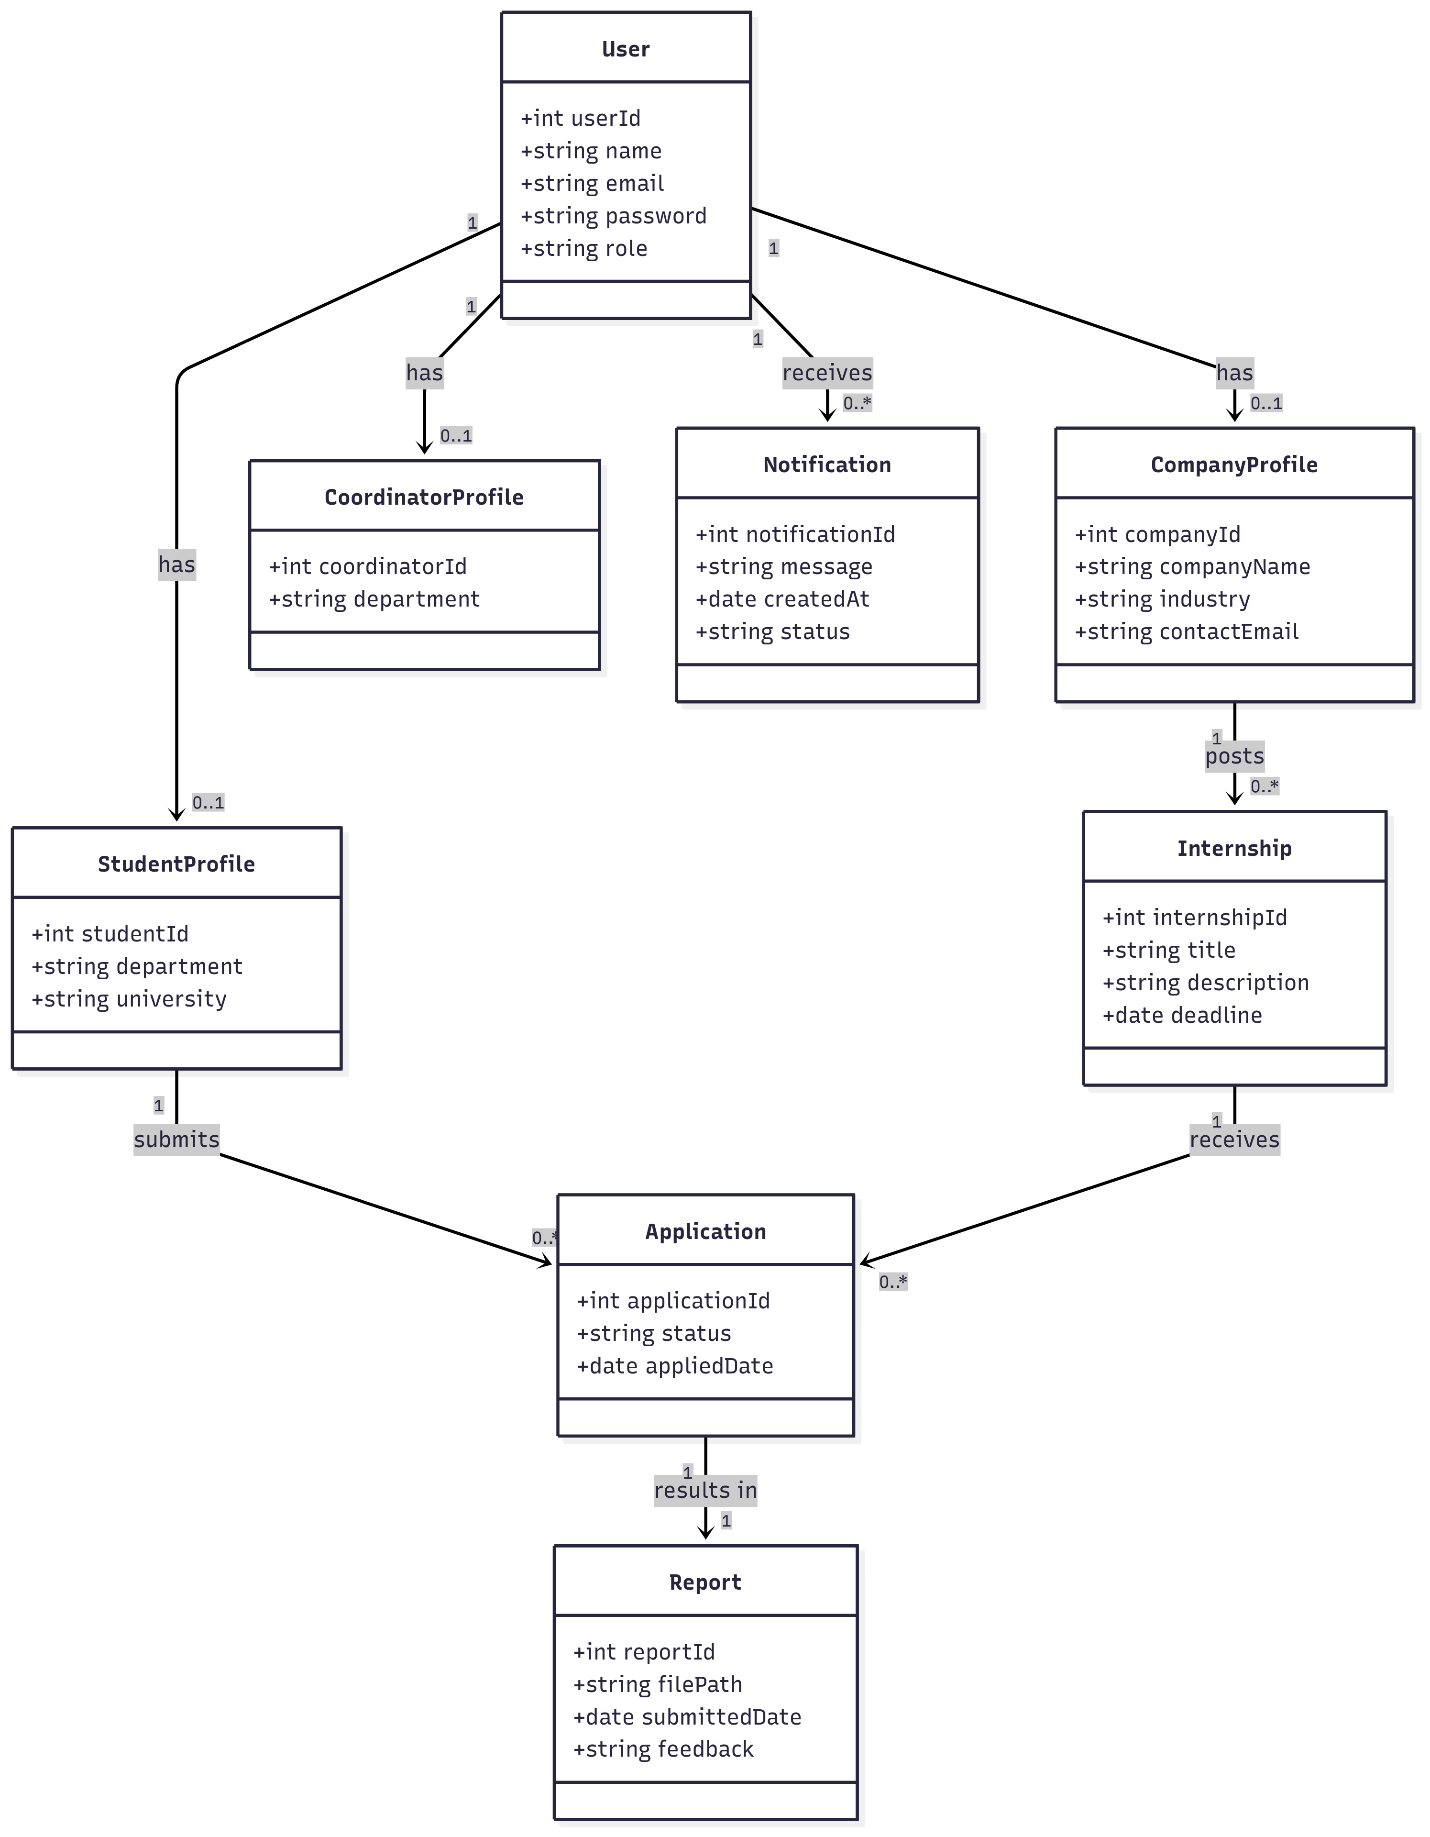 User
+int userId
+string name
+string email
+string password
+string role
1
1
1
1
has
receives
has
0..1
0..*
0..1
CoordinatorProfile
+int coordinatorId
+string department
Notification
+int notificationId
+string message
+date createdAt
+string status
CompanyProfile
+int companyId
+string companyName
+string industry
+string contactEmail
has
0..1
1
posts
0..*
StudentProfile
+int studentId
+string department
+string university
Internship
+int internshipId
+string title
+string description
+date deadline
1
submits
0..*
1
receives
0..*
Application
+int applicationId
+string status
+date appliedDate
1
results in
1
Report
+int reportId
+string filePath
+date submittedDate
+string feedback